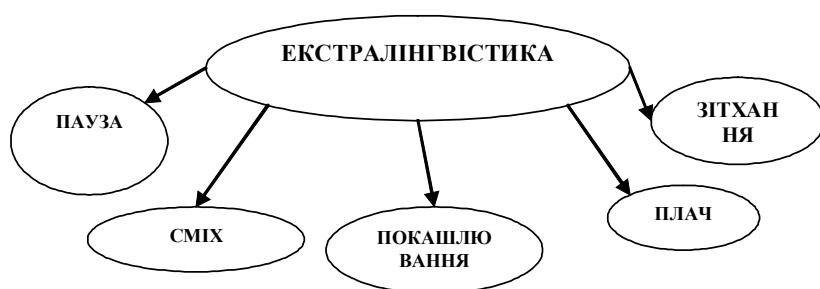 ЕКСТРАЛІНГВІСТИКА
ПАУЗА
СМІХ
ПОКАШЛЮ
ВАННЯ
ПЛАЧ
ЗІТХАН
НЯ